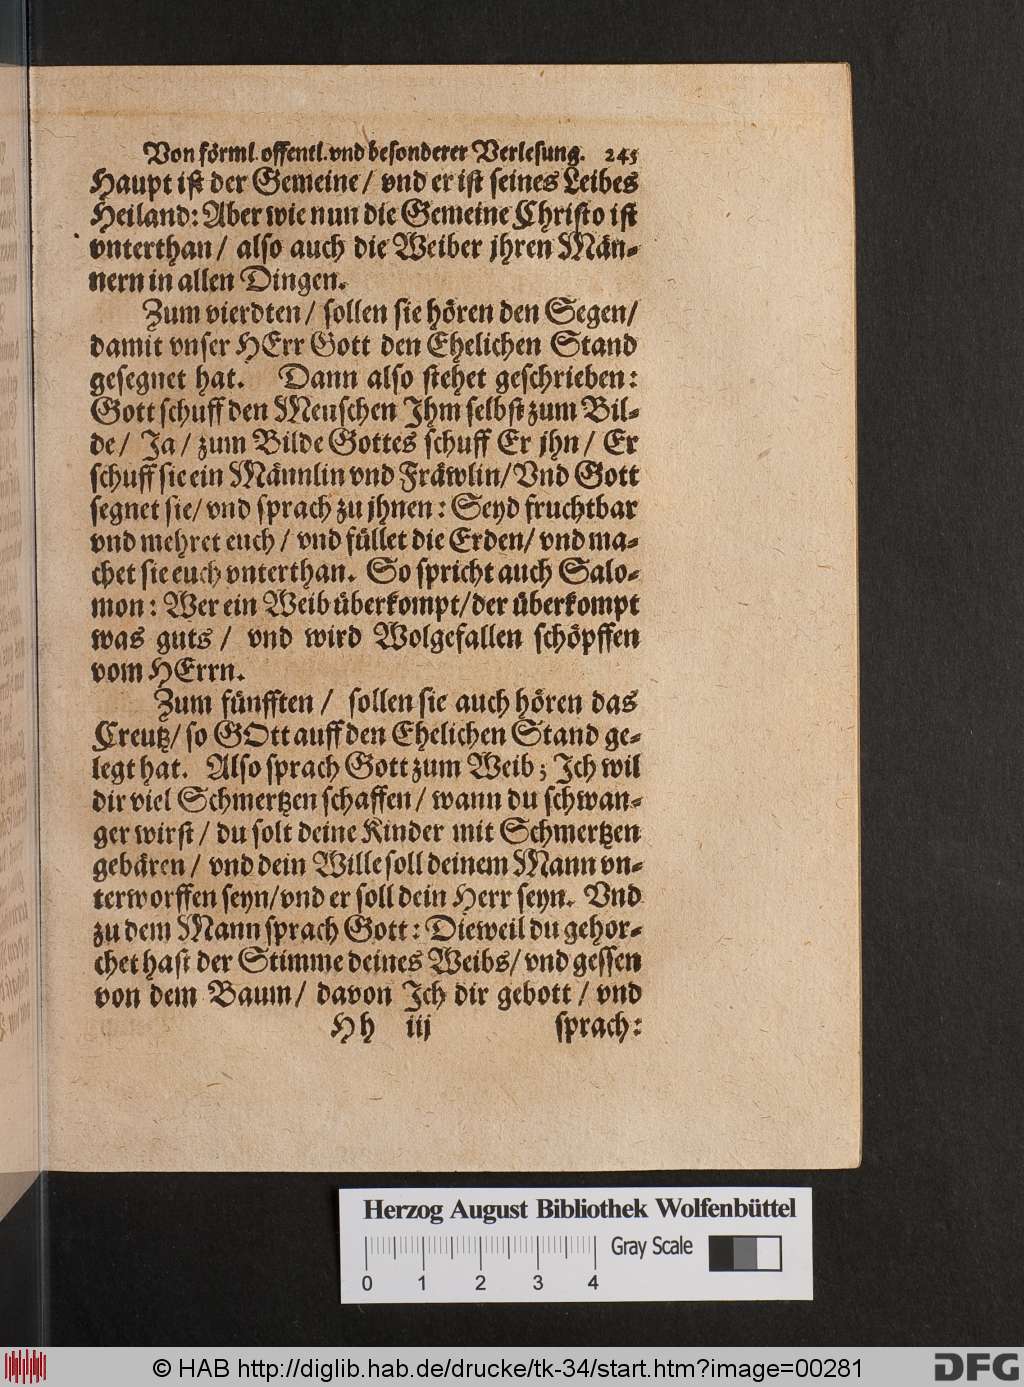 Von förml. offentl. vnd besonderer Verlesung. 245
Haupt ist der Gemeine / vnd er ist seines Leibes
Heiland: Aber wie nun die Gemeine Christo ist
vnterthan / also auch die Weiber jhren Män-
nern in allen Dingen.
Zum vierdten / sollen sie hören den Segen /
damit vnser HErr Gott den Ehelichen Stand
gesegnet hat. Dann also stehet geschrieben:
Gott schuff den Menschen Jhm selbst zum Bil-
de / Ja / zum Bilde Gottes schuff Er jhn / Er
schuff sie ein Männlin vnd Fräwlin / Vnd Gott
segnet sie / vnd sprach zu jhnen: Seyd fruchtbar
vnd mehret euch / vnd füllet die Erden / vnd ma-
chet sie euch vnterthan. So spricht auch Salo-
mon: Wer ein Weib überkompt / der überkompt
was guts / vnd wird Wolgefallen schöpffen
vom HErrn.
Zum fünfften / sollen sie auch hören das
Creutz / so GOtt auff den Ehelichen Stand ge-
legt hat. Also sprach Gott zum Weib; Ich wil
dir viel Schmertzen schaffen / wann du schwan-
ger wirst / du solt deine Kinder mit Schmertzen
gebären / vnd dein Wille soll deinem Mann vn-
terworffen seyn / vnd er soll dein Herr seyn. Vnd
zu dem Mann sprach Gott: Dieweil du gehor-
chet hast der Stimme deines Weibs / vnd gessen
von dem Baum / davon Jch dir gebott / vnd
Hh iij sprach:
Herzog August Bibliothek Wolfenbüttel
Gray Scale
0 1 2 3 4
© HAB http://diglib.hab.de/drucke/tk-34/start.htm?image=00281
DFG